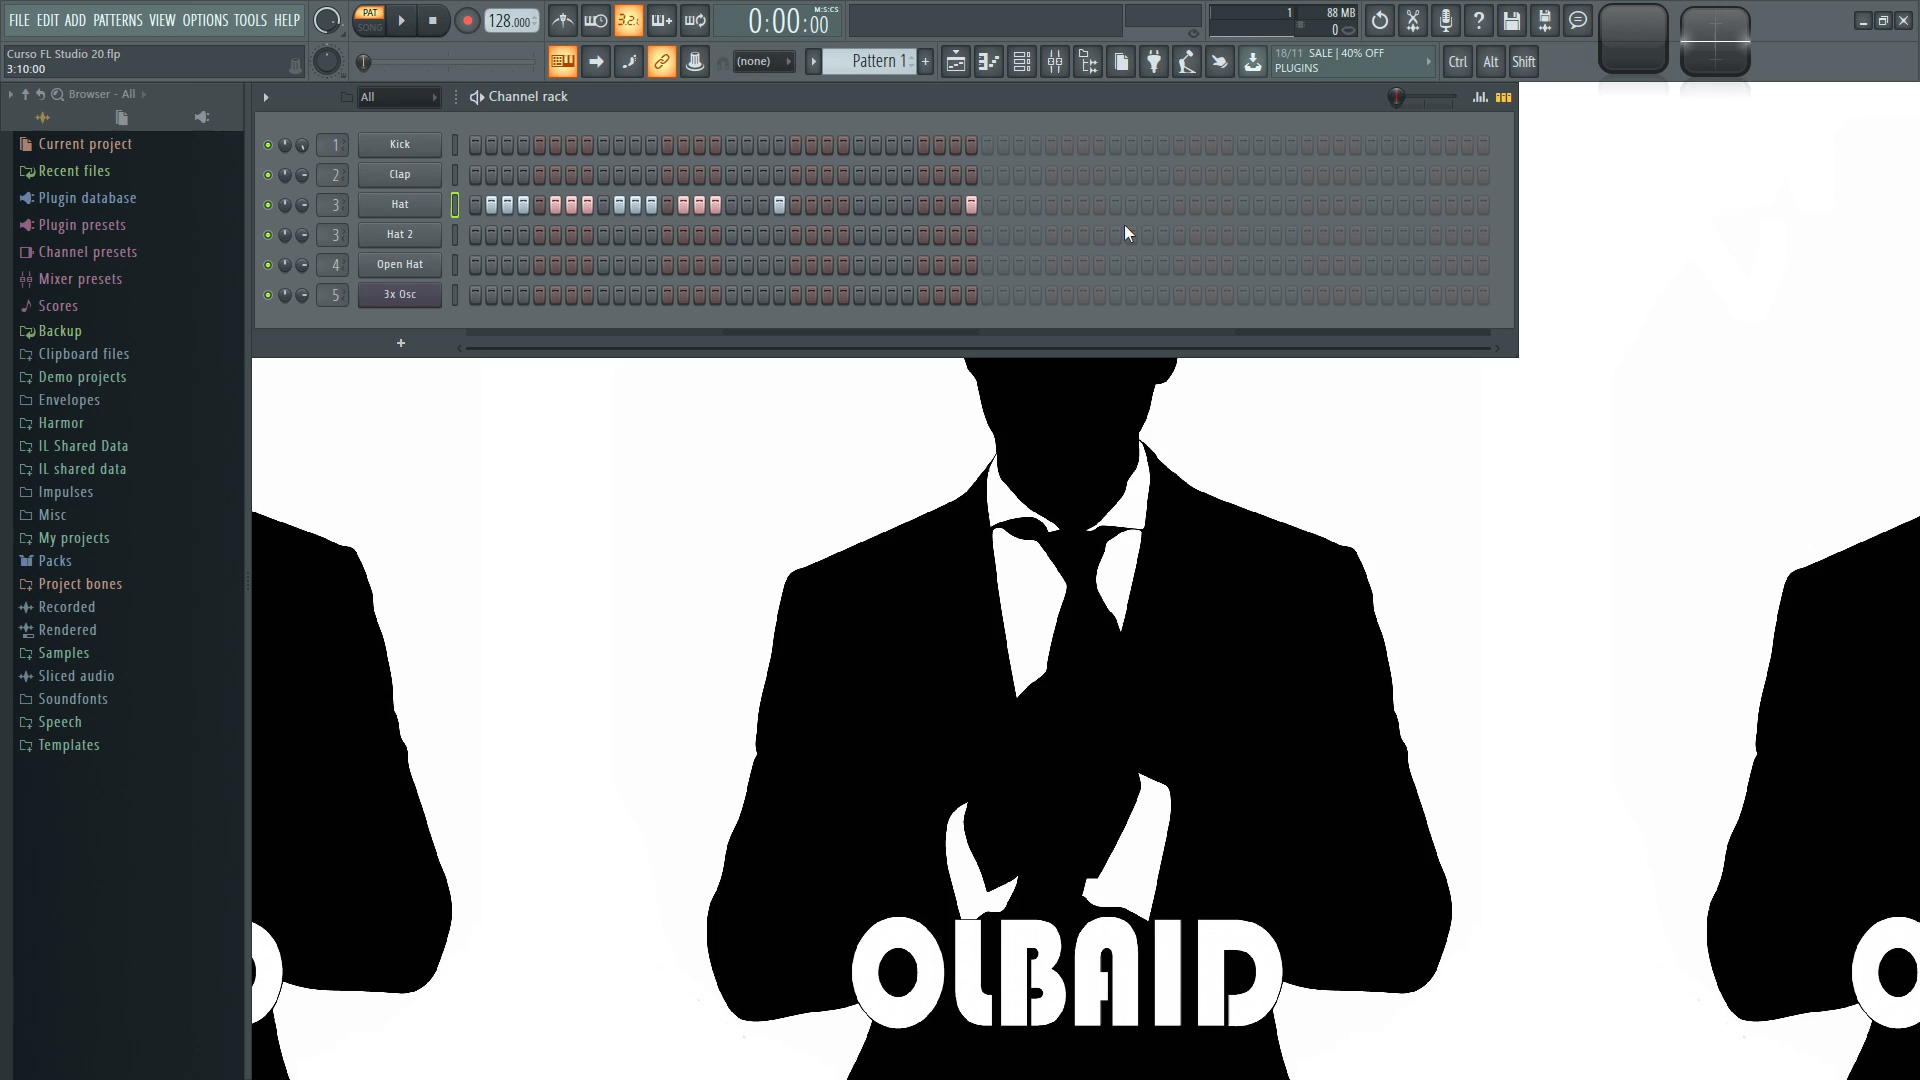 FILE EDIT ADD PATTERNS VIEW OPTIONS TOOLS HELP
PAT
SONG
128.000
3.2.
0:00:00
M:S:CS
1
88 MB
0
Curso FL Studio 20.flp
3:10:00
(none)
Pattern 1
+
18/11 SALE | 40% OFF
PLUGINS
Ctrl
Alt
Shift
Browser - All
All
Channel rack
Current project
Recent files
Plugin database
Plugin presets
Channel presets
Mixer presets
Scores
Backup
Clipboard files
Demo projects
Envelopes
Harmor
IL Shared Data
IL shared data
Impulses
Misc
My projects
Packs
Project bones
Recorded
Rendered
Samples
Sliced audio
Soundfonts
Speech
Templates
1 Kick
2 Clap
3 Hat
3 Hat 2
4 Open Hat
5 3x Osc
+
OLBAID